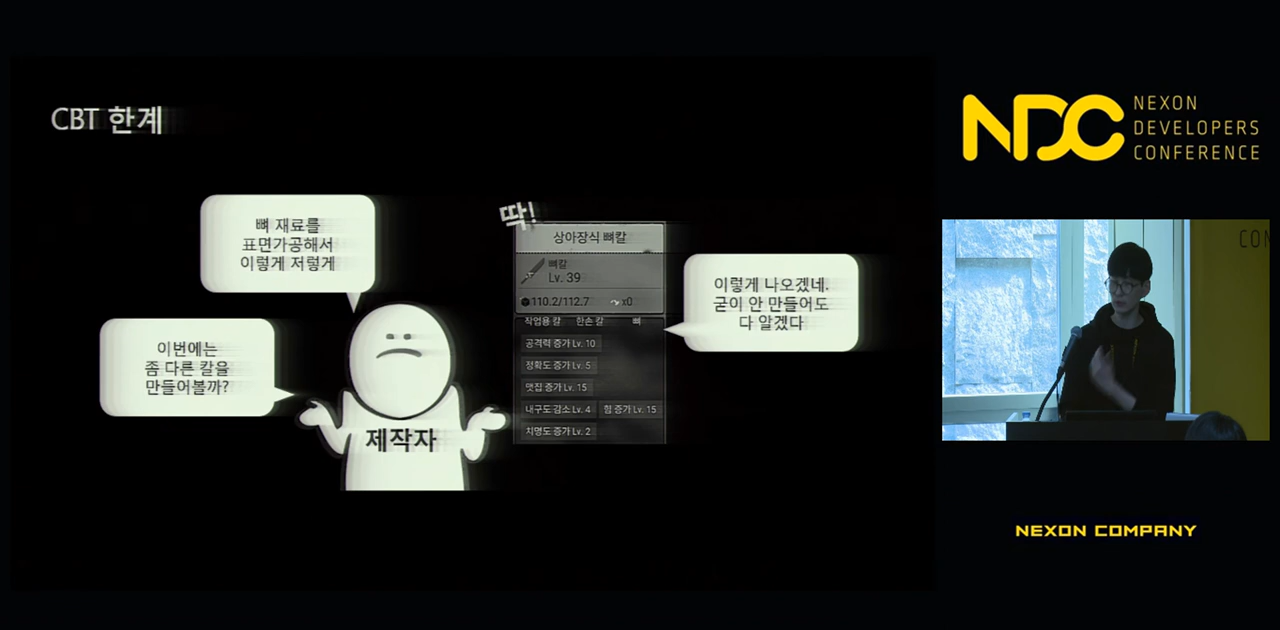 CBT 한계
뼈 재료를
표면가공해서
이렇게 저렇게
이번에는
좀 다른 칼을
만들어볼까?
제작자
딱!
상아장식 뼈칼
뼈칼
Lv. 39
110.2/112.7 x0
작업용 칼 한손 칼 뼈
공격력 증가 Lv. 10
정확도 증가 Lv. 5
맷집 증가 Lv. 15
내구도 감소 Lv. 4 힘 증가 Lv. 15
치명도 증가 Lv. 2
이렇게 나오겠네.
굳이 안 만들어도
다 알겠다
NDC
NEXON
DEVELOPERS
CONFERENCE
CON
NEXON COMPANY